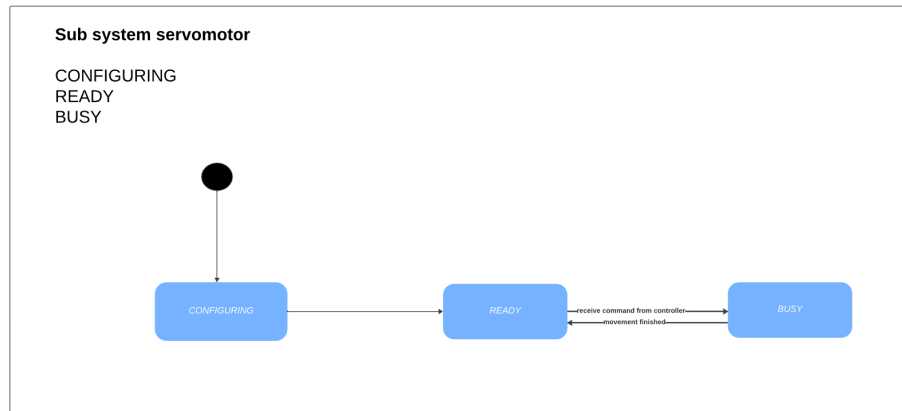 Sub system servomotor
CONFIGURING
READY
BUSY
CONFIGURING
READY
receive command from controller
movement finished
BUSY